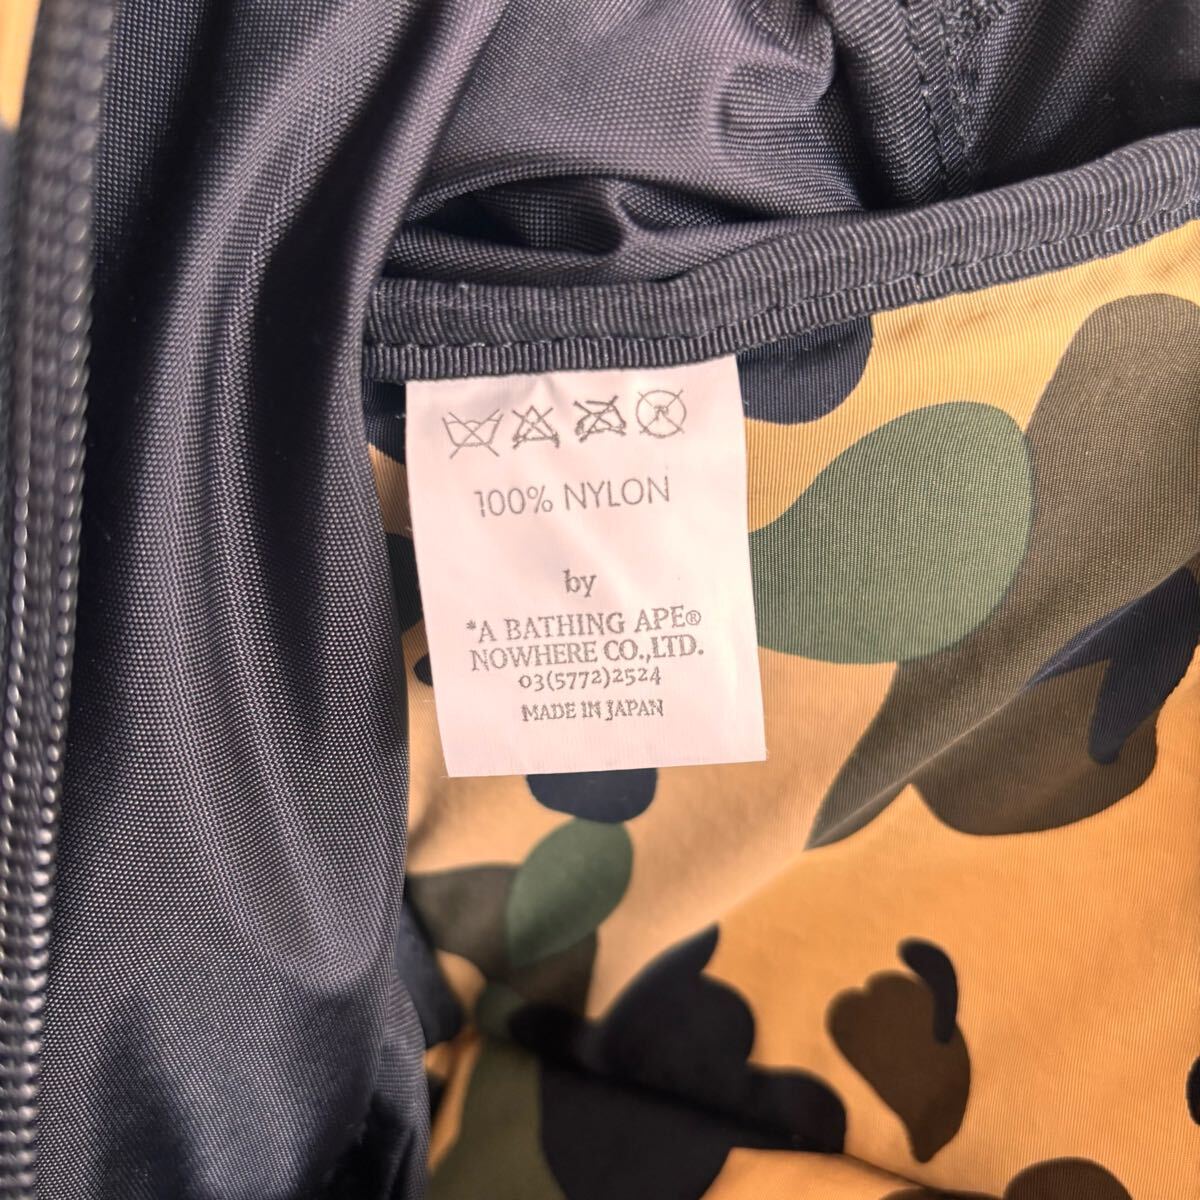 100% NYLON
by
*A BATHING APE®
NOWHERE CO.,LTD.
03(5772)2524
MADE IN JAPAN